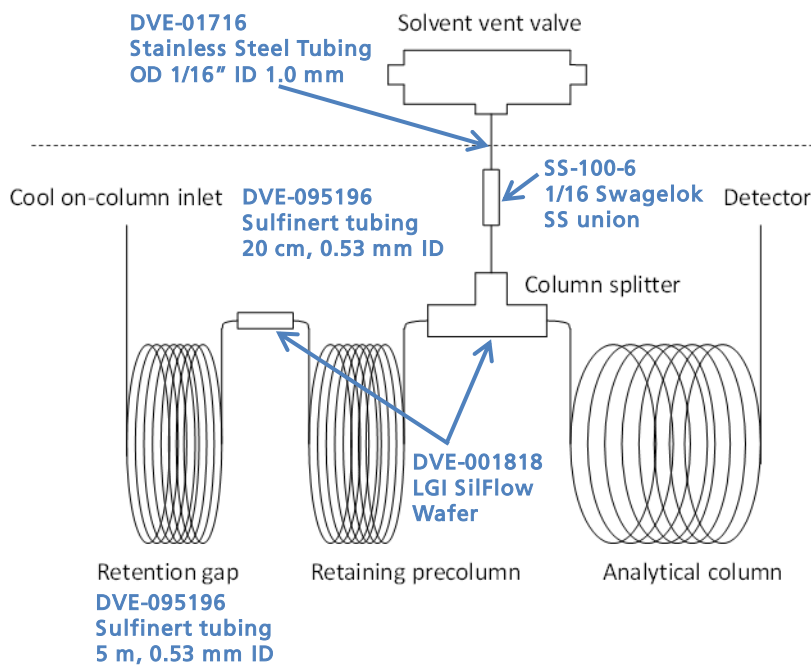 DVE-01716
Stainless Steel Tubing
OD 1/16” ID 1.0 mm
Solvent vent valve
Cool on-column inlet
DVE-095196
Sulfinert tubing
20 cm, 0.53 mm ID
SS-100-6
1/16 Swagelok
SS union
Detector
Column splitter
DVE-001818
LGI SilFlow
Wafer
Retention gap
DVE-095196
Sulfinert tubing
5 m, 0.53 mm ID
Retaining precolumn
Analytical column